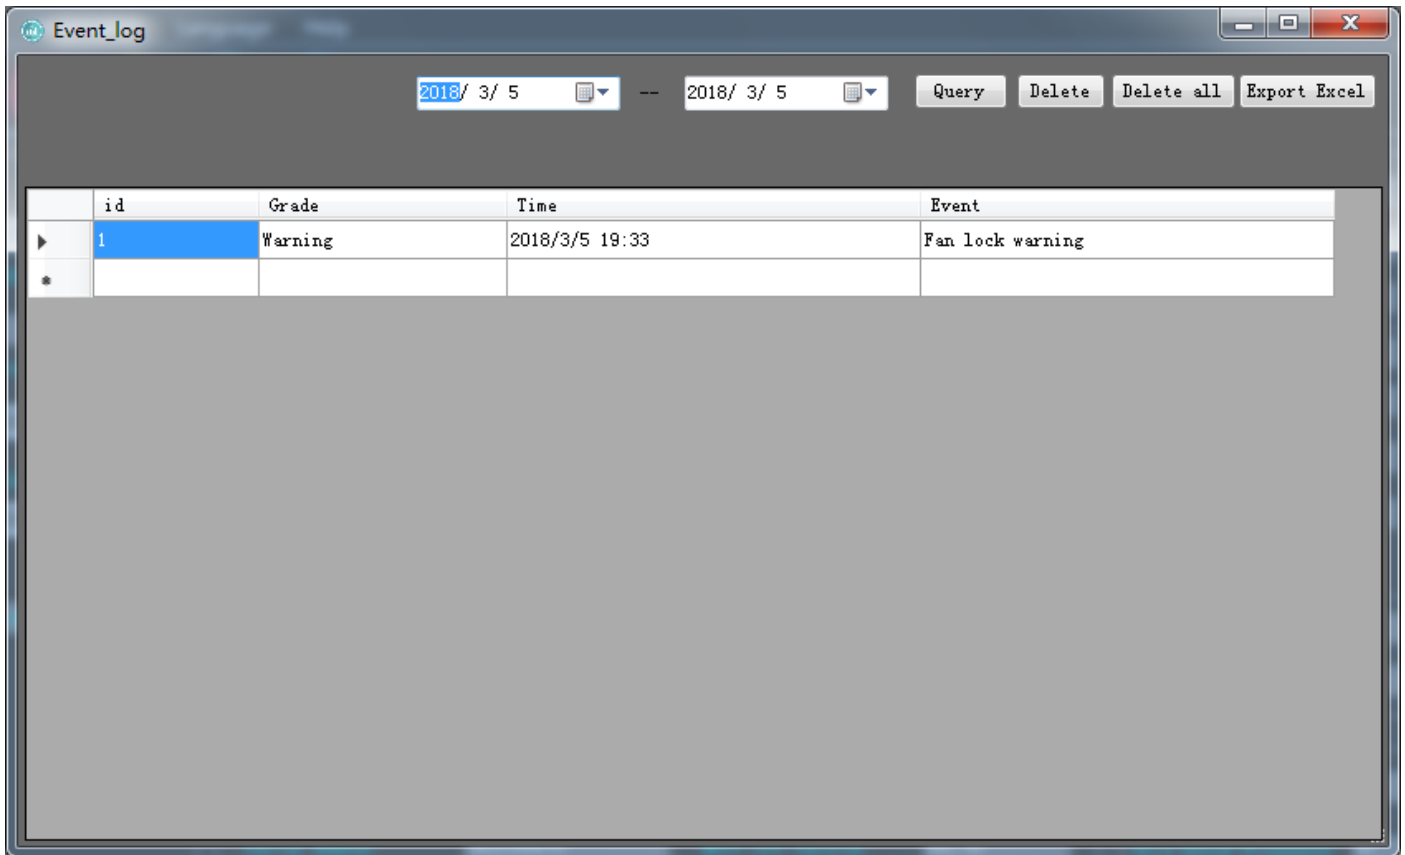 Event_log
2018/ 3/ 5 -- 2018/ 3/ 5 Query Delete Delete all Export Excel
id Grade Time Event
1 Warning 2018/3/5 19:33 Fan lock warning